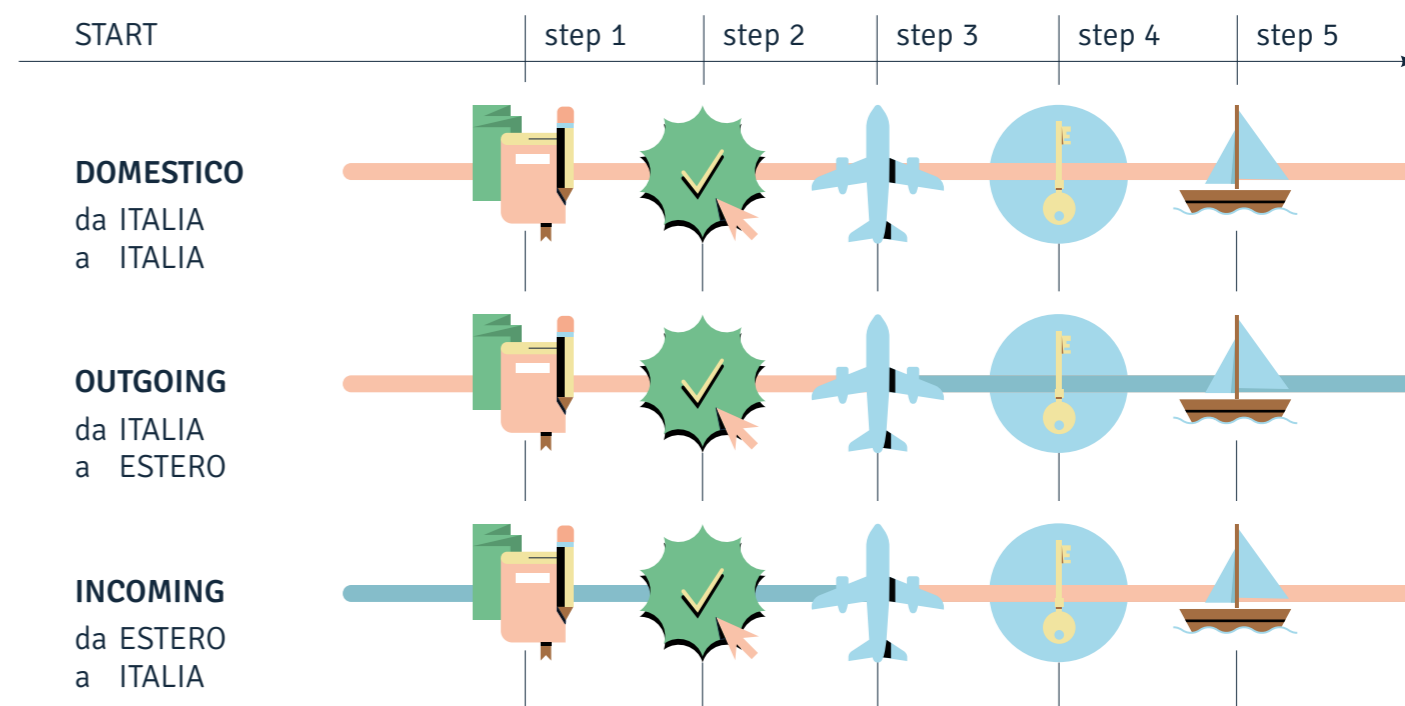 START step 1 step 2 step 3 step 4 step 5
DOMESTICO
da ITALIA
a ITALIA
OUTGOING
da ITALIA
a ESTERO
INCOMING
da ESTERO
a ITALIA